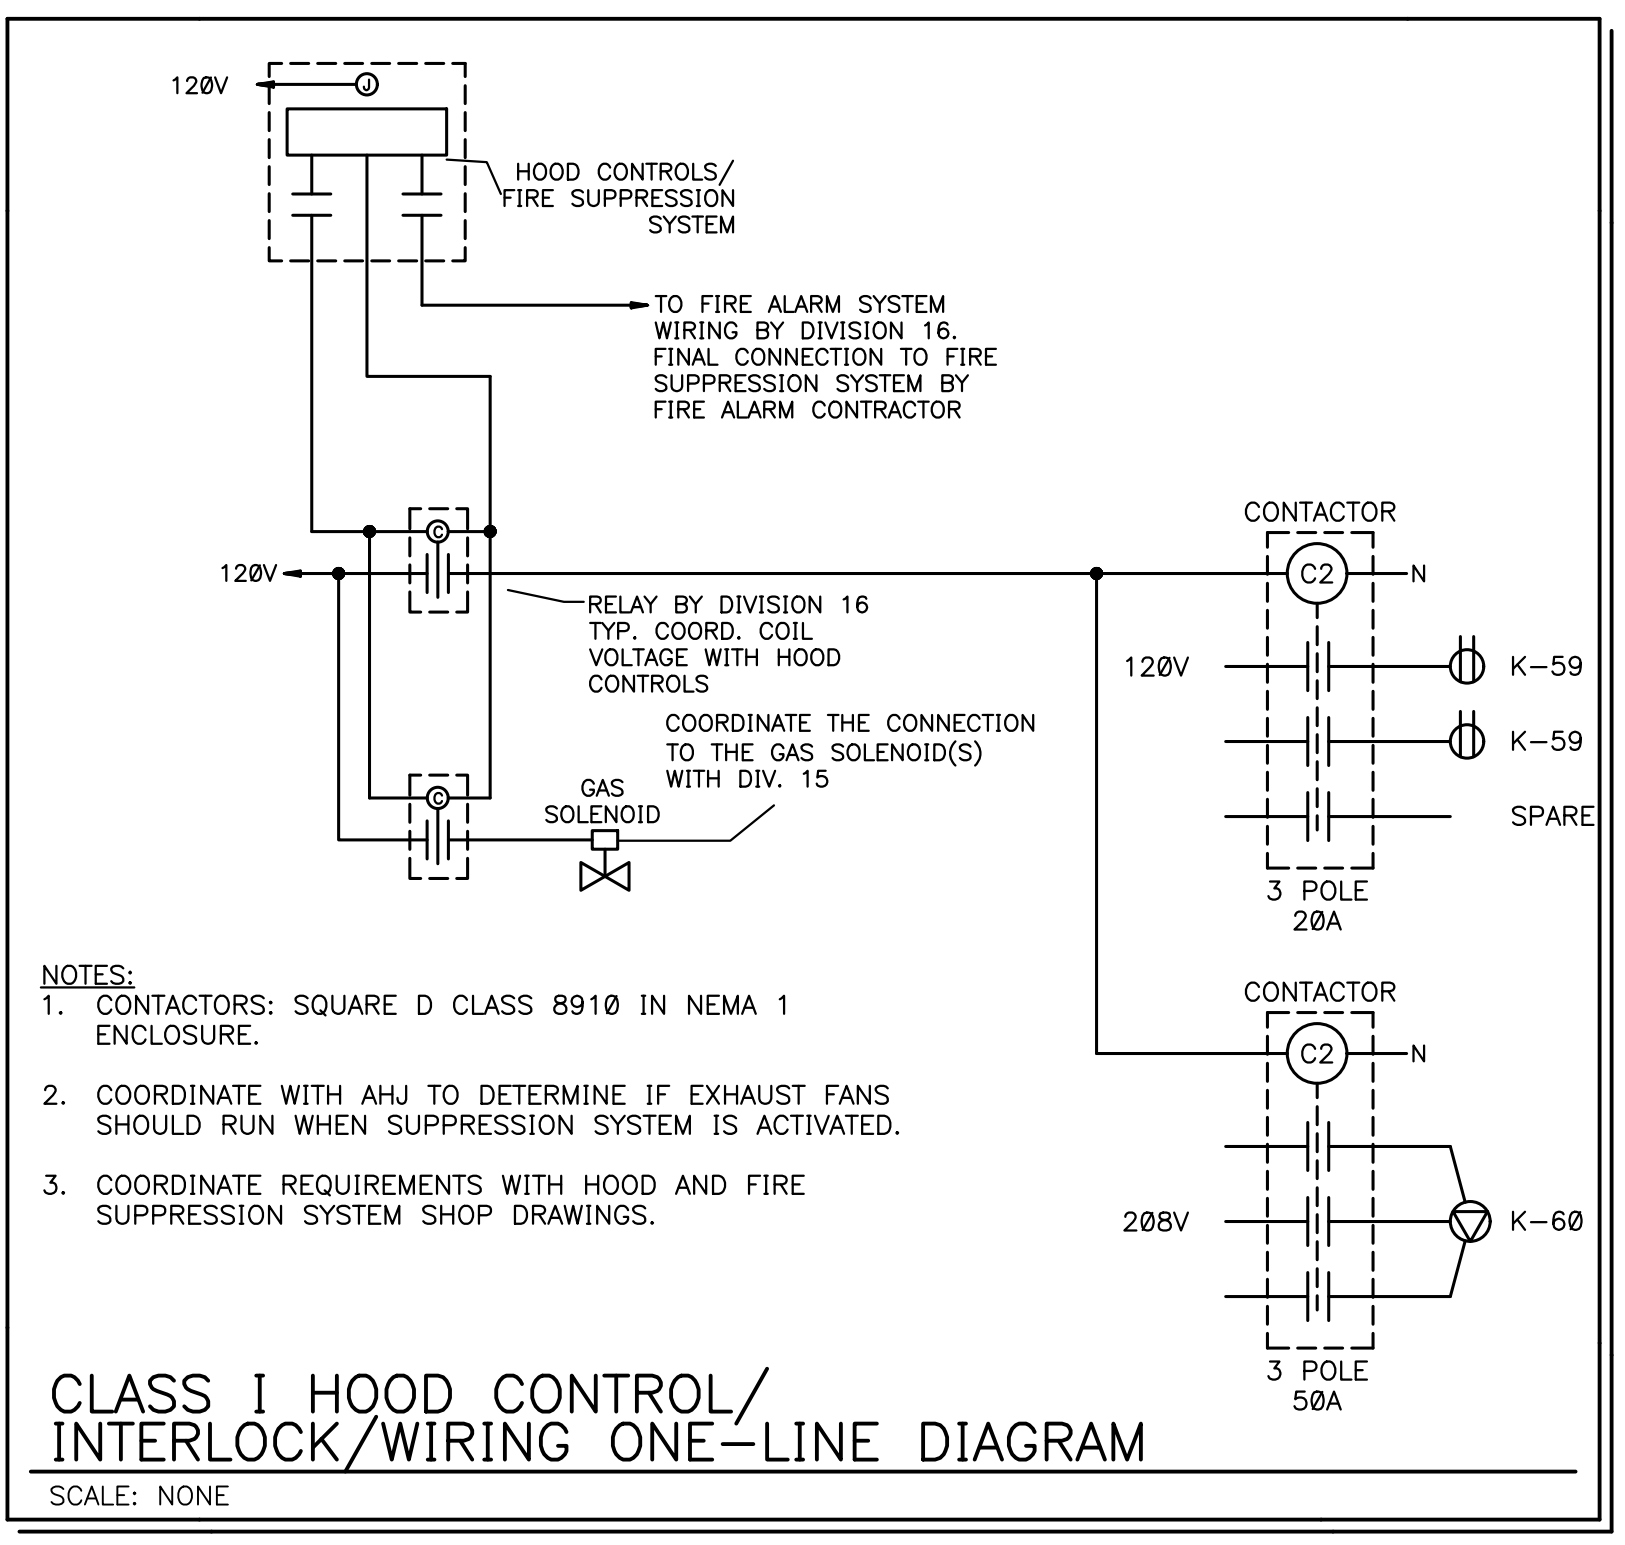 120V
J
HOOD CONTROLS/
FIRE SUPPRESSION
SYSTEM
TO FIRE ALARM SYSTEM
WIRING BY DIVISION 16.
FINAL CONNECTION TO FIRE
SUPPRESSION SYSTEM BY
FIRE ALARM CONTRACTOR
C
120V
RELAY BY DIVISION 16
TYP. COORD. COIL
VOLTAGE WITH HOOD
CONTROLS
COORDINATE THE CONNECTION
TO THE GAS SOLENOID(S)
WITH DIV. 15
C
GAS
SOLENOID
CONTACTOR
C2 N
120V K-59
K-59
SPARE
3 POLE
20A
CONTACTOR
C2 N
208V K-60
3 POLE
50A
NOTES:
1. CONTACTORS: SQUARE D CLASS 8910 IN NEMA 1
ENCLOSURE.
2. COORDINATE WITH AHJ TO DETERMINE IF EXHAUST FANS
SHOULD RUN WHEN SUPPRESSION SYSTEM IS ACTIVATED.
3. COORDINATE REQUIREMENTS WITH HOOD AND FIRE
SUPPRESSION SYSTEM SHOP DRAWINGS.
CLASS I HOOD CONTROL/
INTERLOCK/WIRING ONE-LINE DIAGRAM
SCALE: NONE